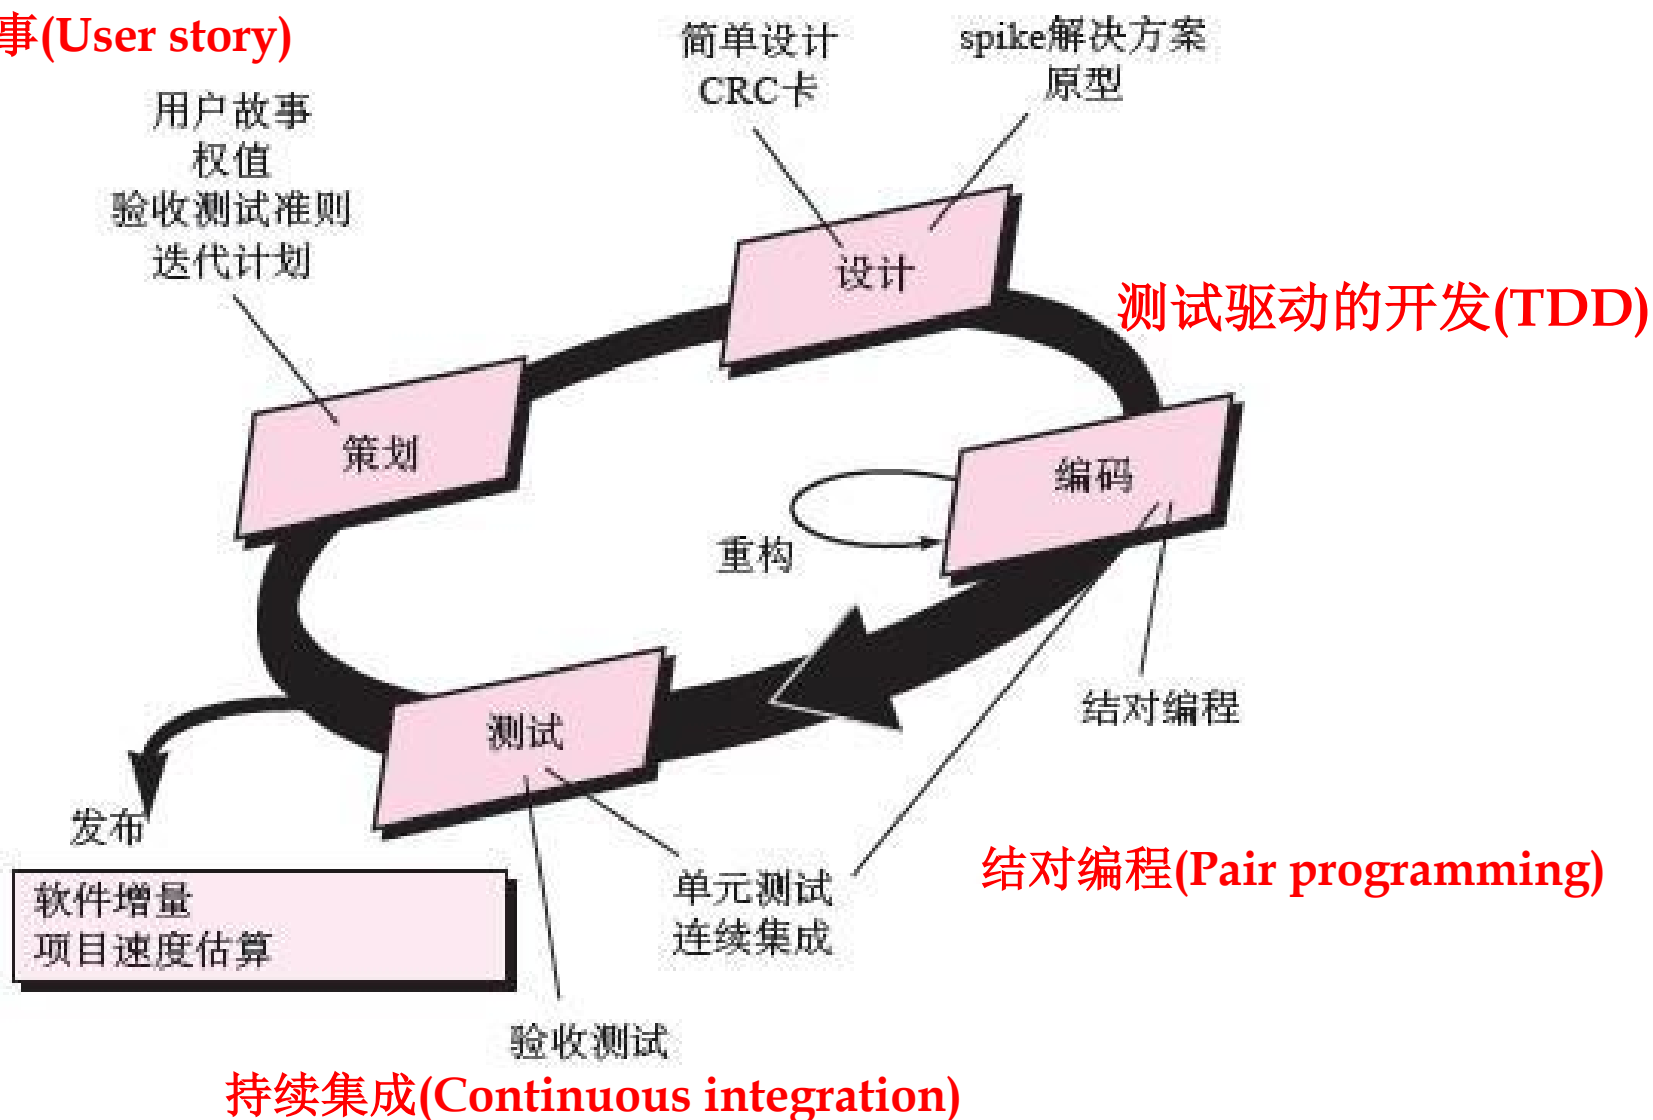 事(User story)
简单设计
CRC卡
spike解决方案
原型
用户故事
权值
验收测试准则
迭代计划
设计
测试驱动的开发(TDD)
策划
编码
重构
结对编程
测试
发布
软件增量
项目速度估算
单元测试
连续集成
结对编程(Pair programming)
验收测试
持续集成(Continuous integration)